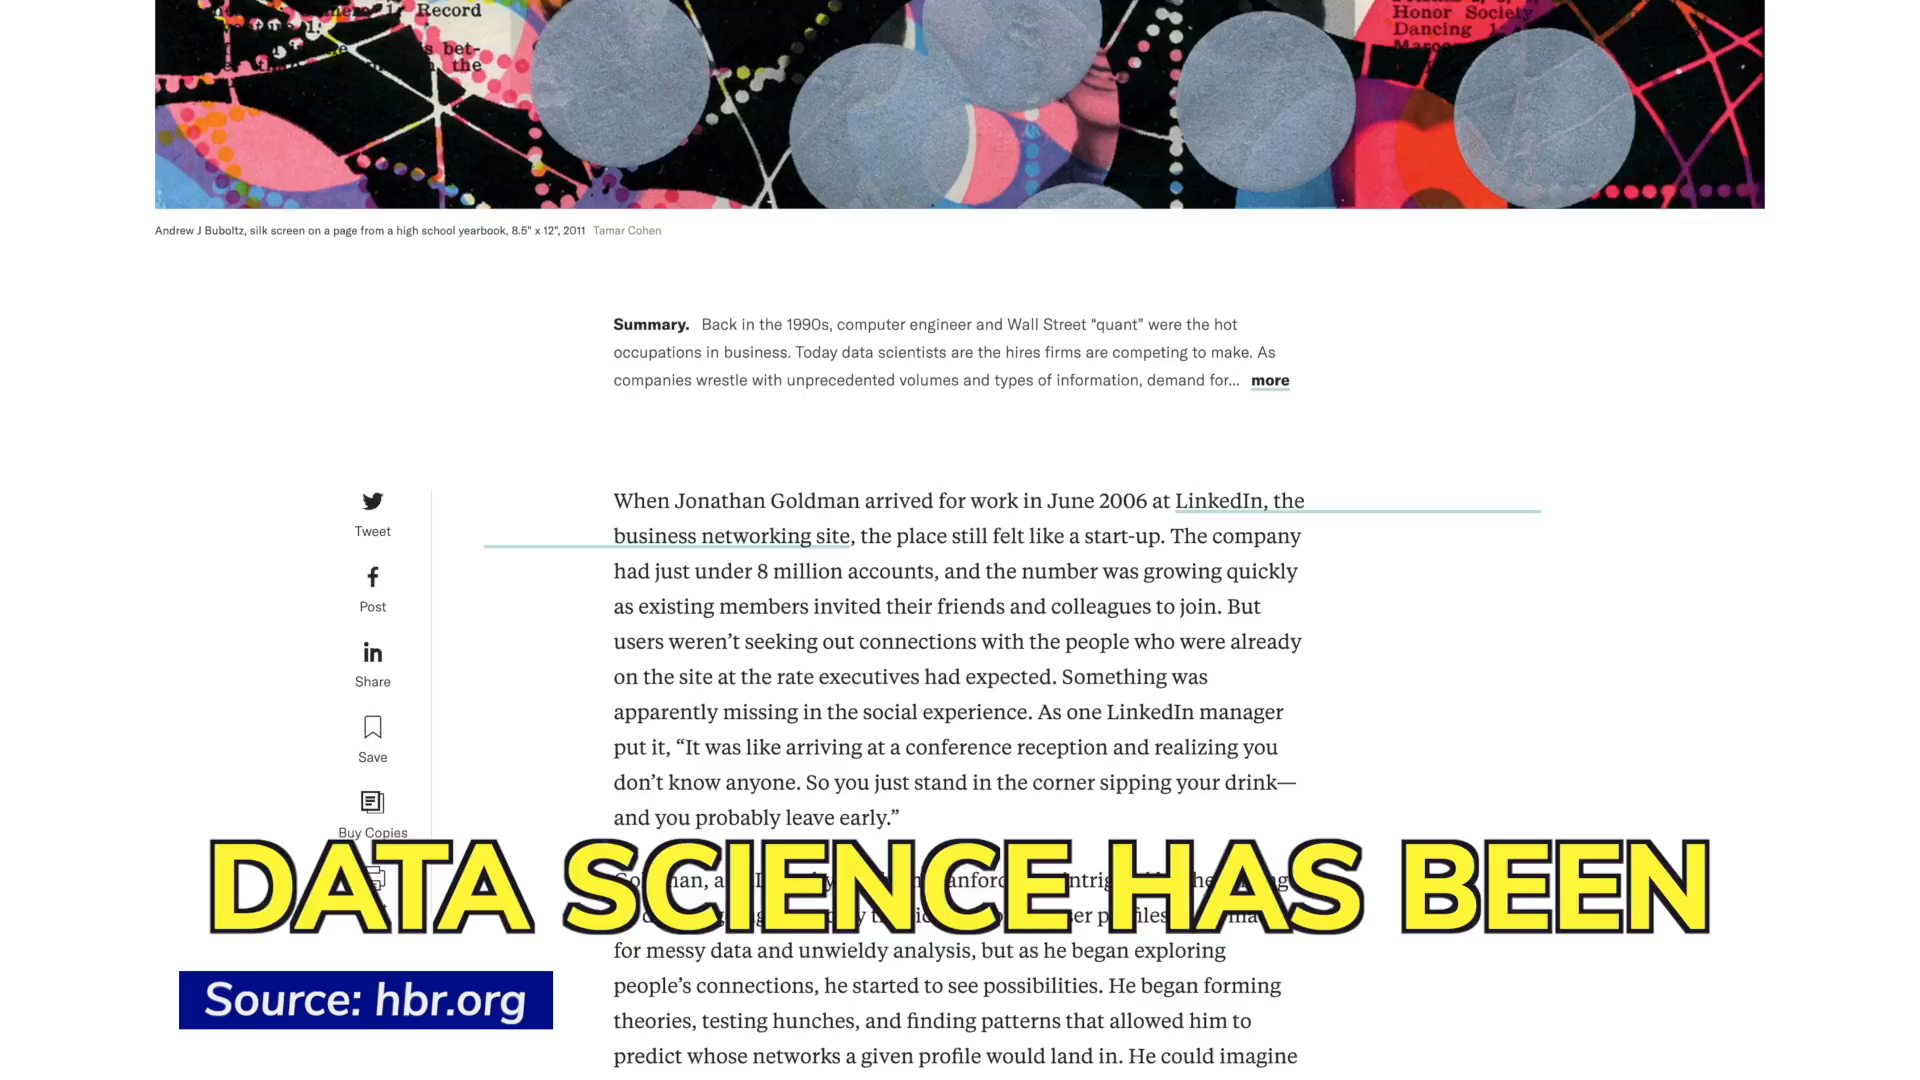 Record
bet-
the
Honor Society
Dancing 1
Andrew J Buboltz, silk screen on a page from a high school yearbook, 8.5" x 12", 2011 Tamar Cohen
Summary. Back in the 1990s, computer engineer and Wall Street “quant” were the hot
occupations in business. Today data scientists are the hires firms are competing to make. As
companies wrestle with unprecedented volumes and types of information, demand for... more
Tweet
Post
Share
Save
Buy Copies
When Jonathan Goldman arrived for work in June 2006 at LinkedIn, the
business networking site, the place still felt like a start-up. The company
had just under 8 million accounts, and the number was growing quickly
as existing members invited their friends and colleagues to join. But
users weren’t seeking out connections with the people who were already
on the site at the rate executives had expected. Something was
apparently missing in the social experience. As one LinkedIn manager
put it, “It was like arriving at a conference reception and realizing you
don’t know anyone. So you just stand in the corner sipping your drink—
and you probably leave early.”
DATA SCIENCE HAS BEEN
for messy data and unwieldy analysis, but as he began exploring
people’s connections, he started to see possibilities. He began forming
theories, testing hunches, and finding patterns that allowed him to
predict whose networks a given profile would land in. He could imagine
Source: hbr.org